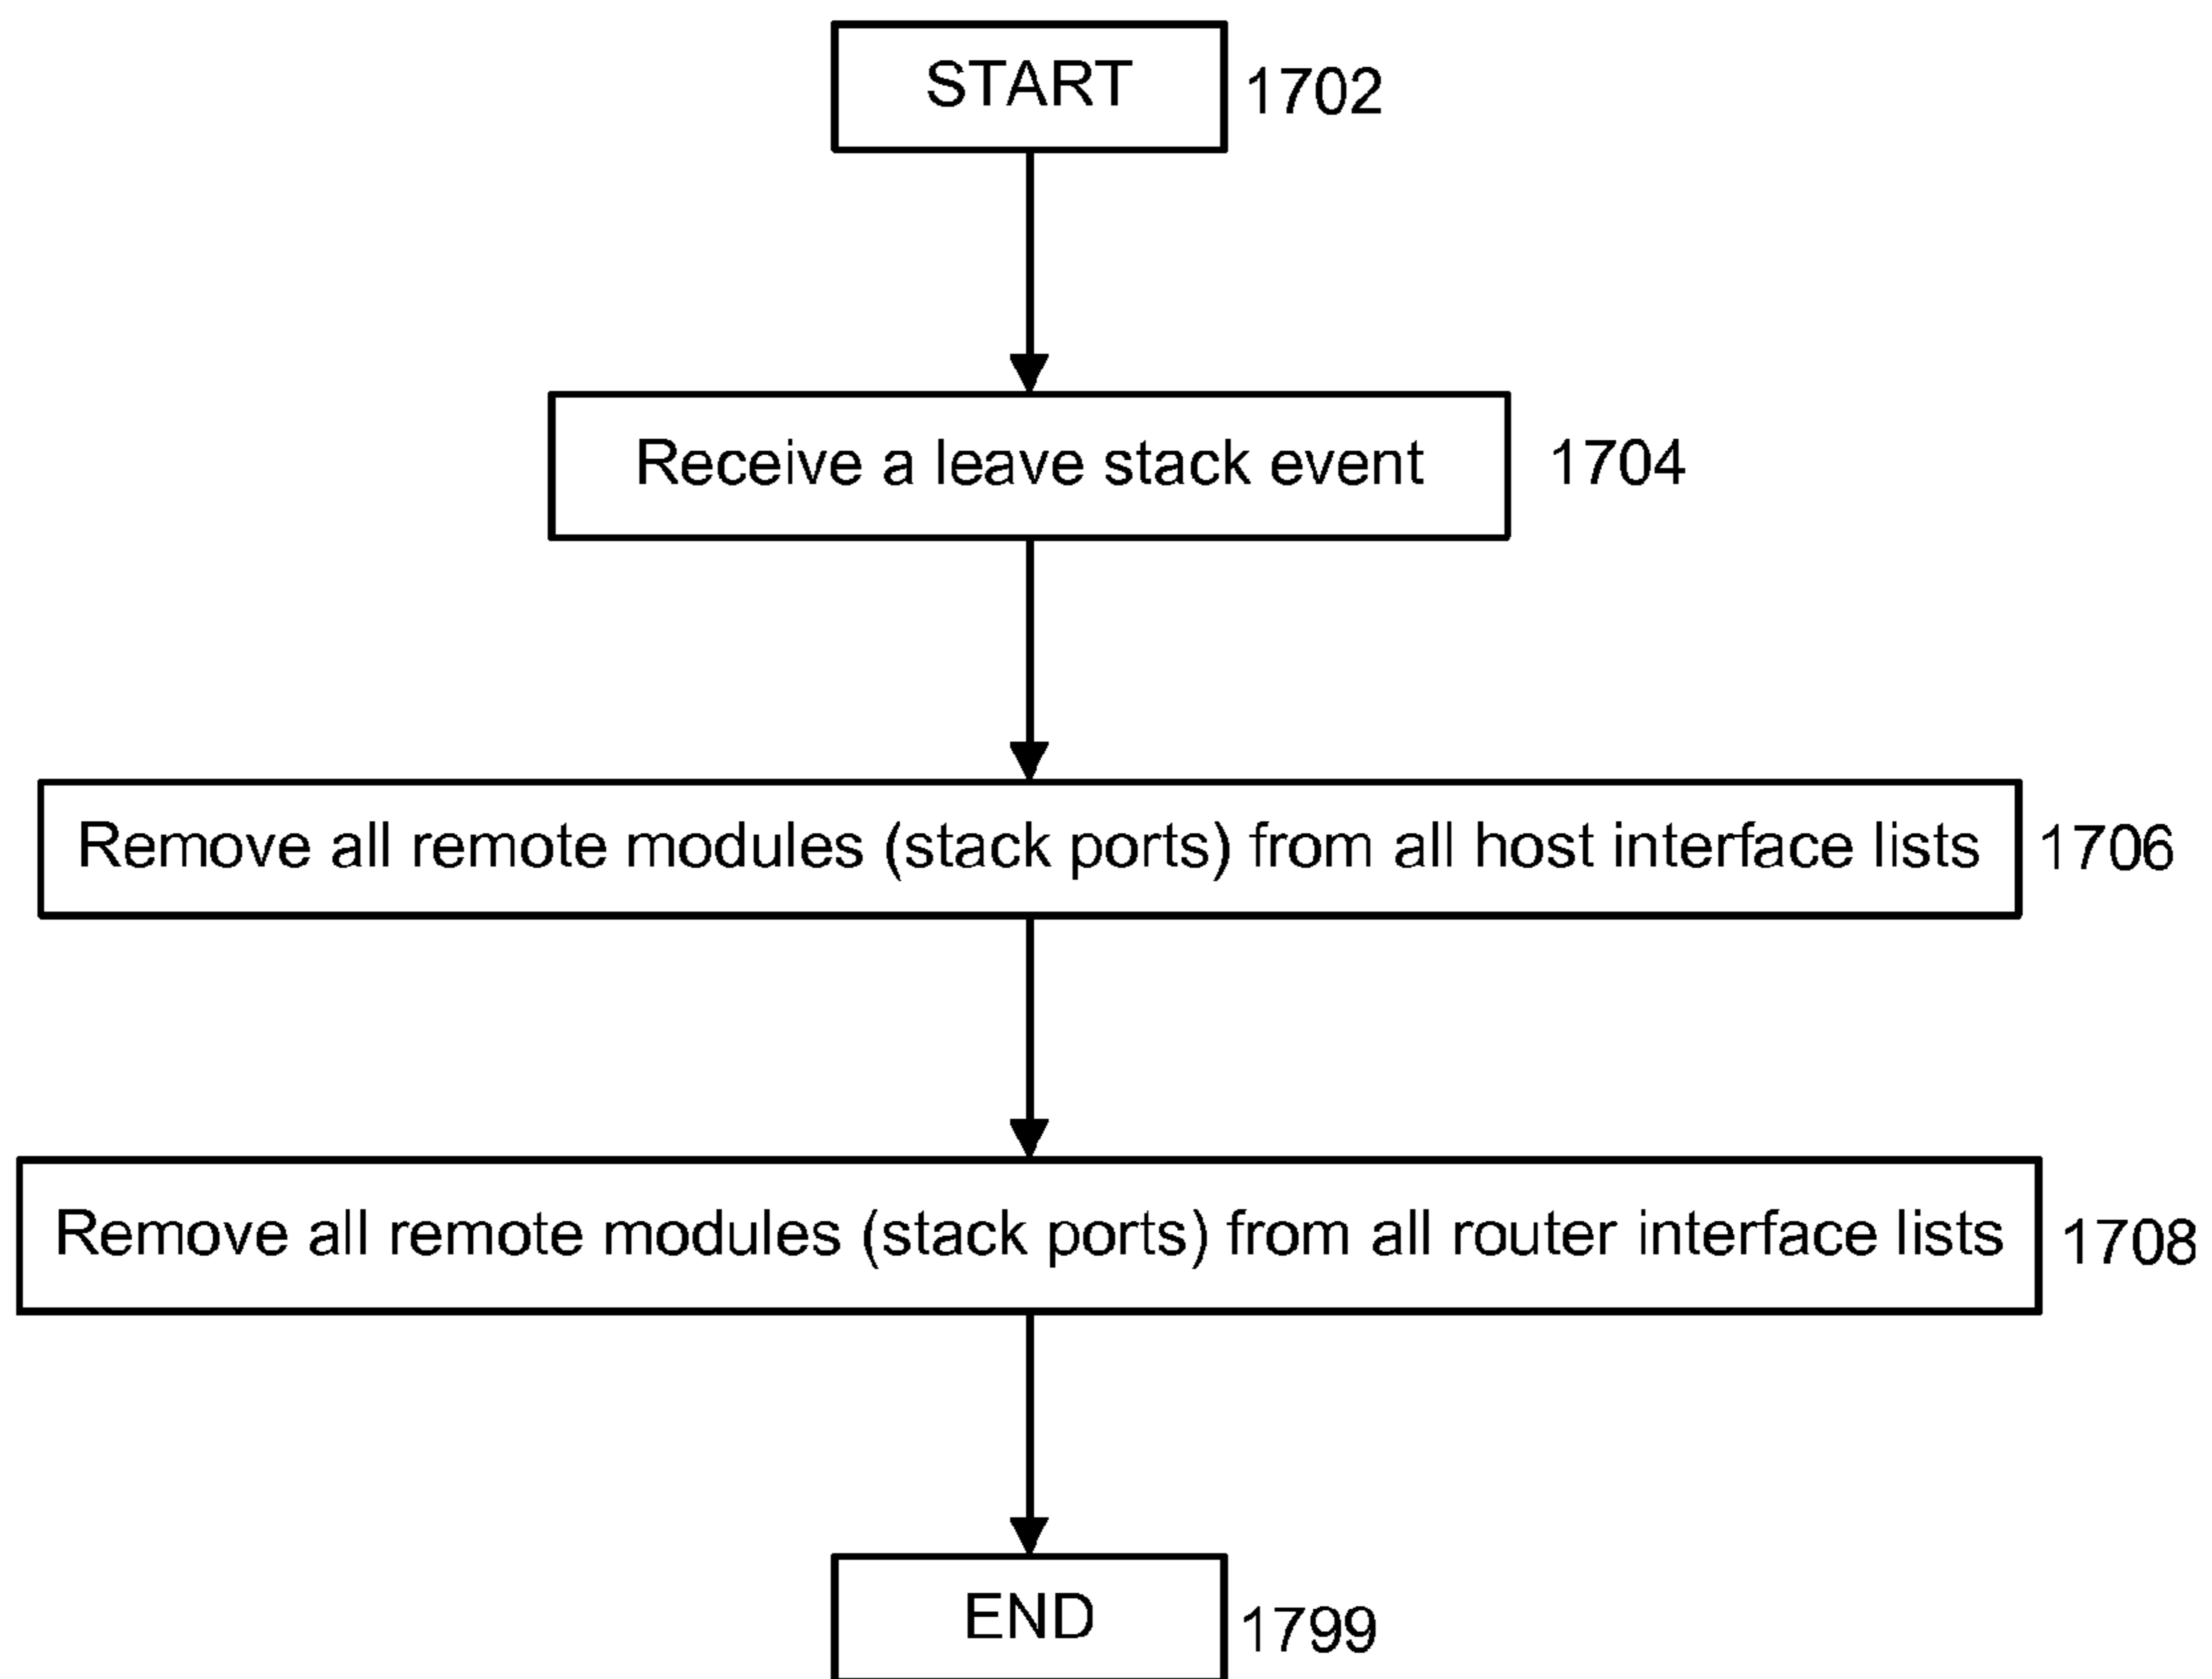 START
1702
Receive a leave stack event
1704
Remove all remote modules (stack ports) from all host interface lists
1706
Remove all remote modules (stack ports) from all router interface lists
1708
END
1799